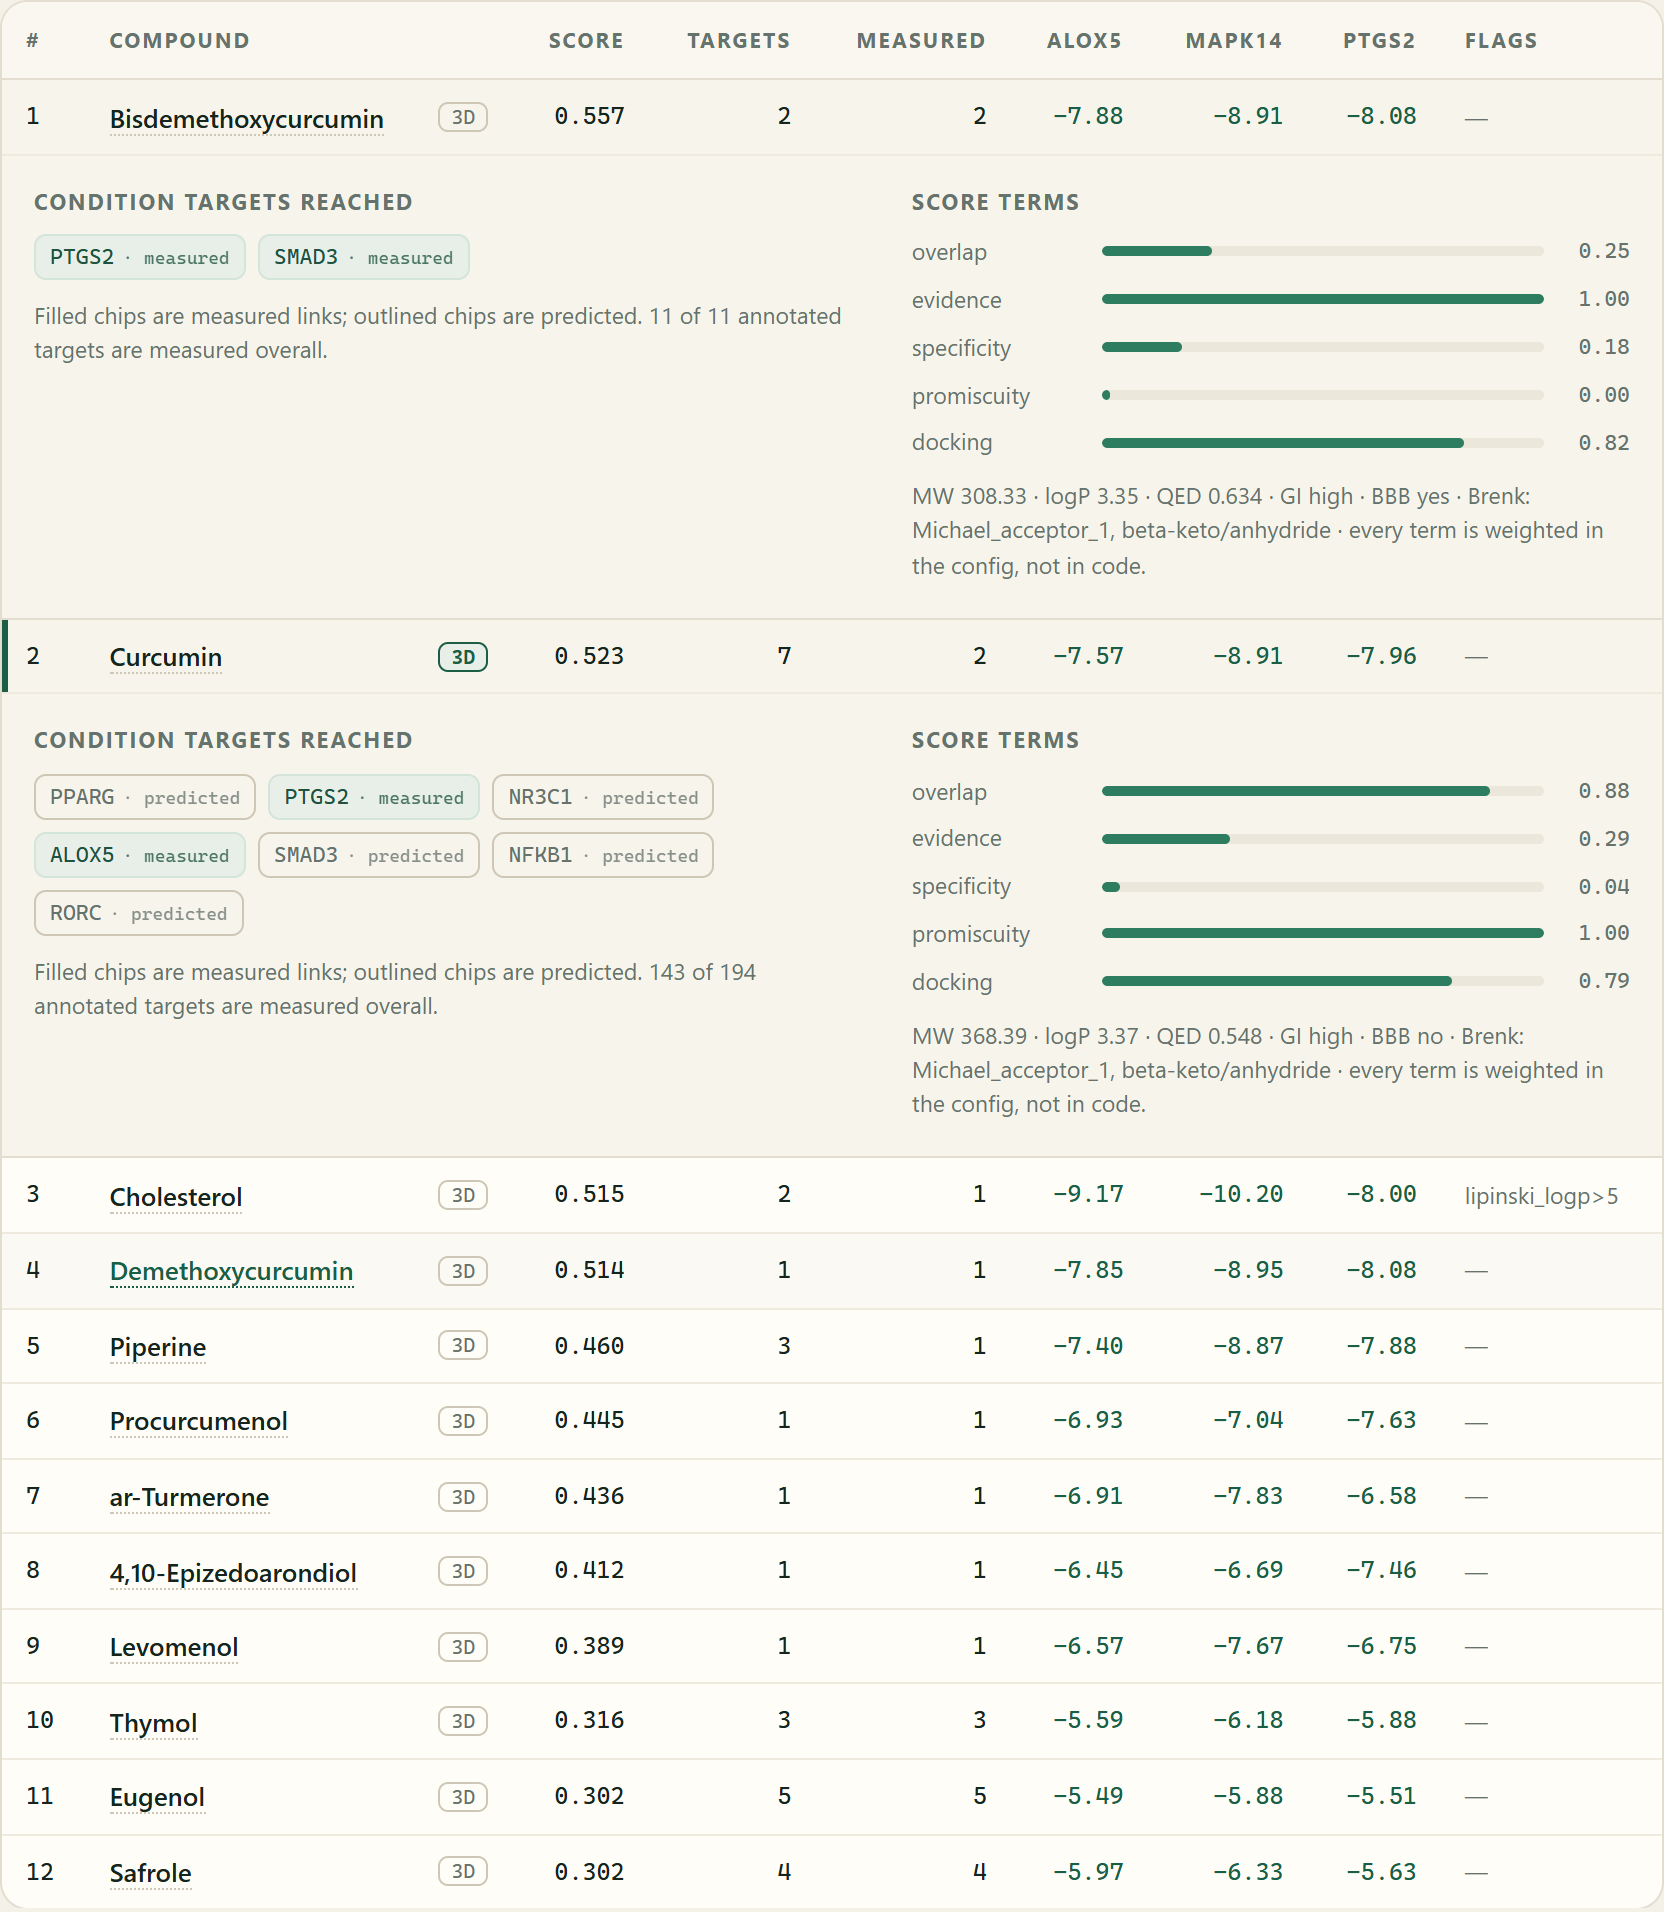 # COMPOUND SCORE TARGETS MEASURED ALOX5 MAPK14 PTGS2 FLAGS
1 Bisdemethoxycurcumin 3D 0.557 2 2 −7.88 −8.91 −8.08 —
CONDITION TARGETS REACHED
PTGS2 · measured SMAD3 · measured
Filled chips are measured links; outlined chips are predicted. 11 of 11 annotated
targets are measured overall.
SCORE TERMS
overlap 0.25
evidence 1.00
specificity 0.18
promiscuity 0.00
docking 0.82
MW 308.33 · logP 3.35 · QED 0.634 · GI high · BBB yes · Brenk:
Michael_acceptor_1, beta-keto/anhydride · every term is weighted in
the config, not in code.
2 Curcumin 3D 0.523 7 2 −7.57 −8.91 −7.96 —
CONDITION TARGETS REACHED
PPARG · predicted PTGS2 · measured NR3C1 · predicted
ALOX5 · measured SMAD3 · predicted NFKB1 · predicted
RORC · predicted
Filled chips are measured links; outlined chips are predicted. 143 of 194
annotated targets are measured overall.
SCORE TERMS
overlap 0.88
evidence 0.29
specificity 0.04
promiscuity 1.00
docking 0.79
MW 368.39 · logP 3.37 · QED 0.548 · GI high · BBB no · Brenk:
Michael_acceptor_1, beta-keto/anhydride · every term is weighted in
the config, not in code.
3 Cholesterol 3D 0.515 2 1 −9.17 −10.20 −8.00 lipinski_logp>5
4 Demethoxycurcumin 3D 0.514 1 1 −7.85 −8.95 −8.08 —
5 Piperine 3D 0.460 3 1 −7.40 −8.87 −7.88 —
6 Procurcumenol 3D 0.445 1 1 −6.93 −7.04 −7.63 —
7 ar-Turmerone 3D 0.436 1 1 −6.91 −7.83 −6.58 —
8 4,10-Epizedoarondiol 3D 0.412 1 1 −6.45 −6.69 −7.46 —
9 Levomenol 3D 0.389 1 1 −6.57 −7.67 −6.75 —
10 Thymol 3D 0.316 3 3 −5.59 −6.18 −5.88 —
11 Eugenol 3D 0.302 5 5 −5.49 −5.88 −5.51 —
12 Safrole 3D 0.302 4 4 −5.97 −6.33 −5.63 —